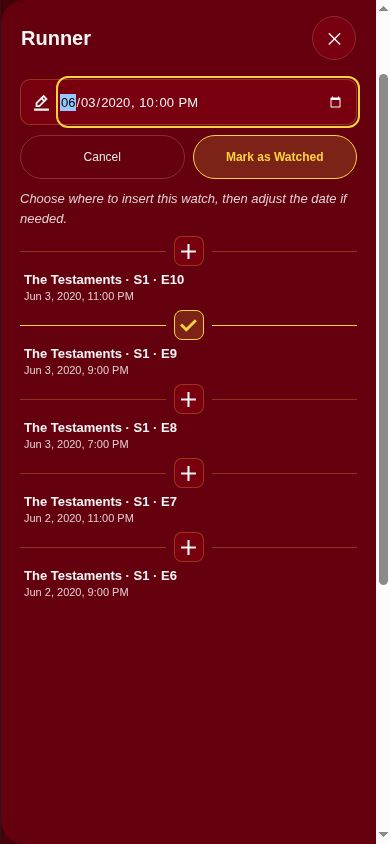 Runner
06/03/2020, 10:00 PM
Cancel
Mark as Watched
Choose where to insert this watch, then adjust the date if
needed.
The Testaments · S1 · E10
Jun 3, 2020, 11:00 PM
The Testaments · S1 · E9
Jun 3, 2020, 9:00 PM
The Testaments · S1 · E8
Jun 3, 2020, 7:00 PM
The Testaments · S1 · E7
Jun 2, 2020, 11:00 PM
The Testaments · S1 · E6
Jun 2, 2020, 9:00 PM